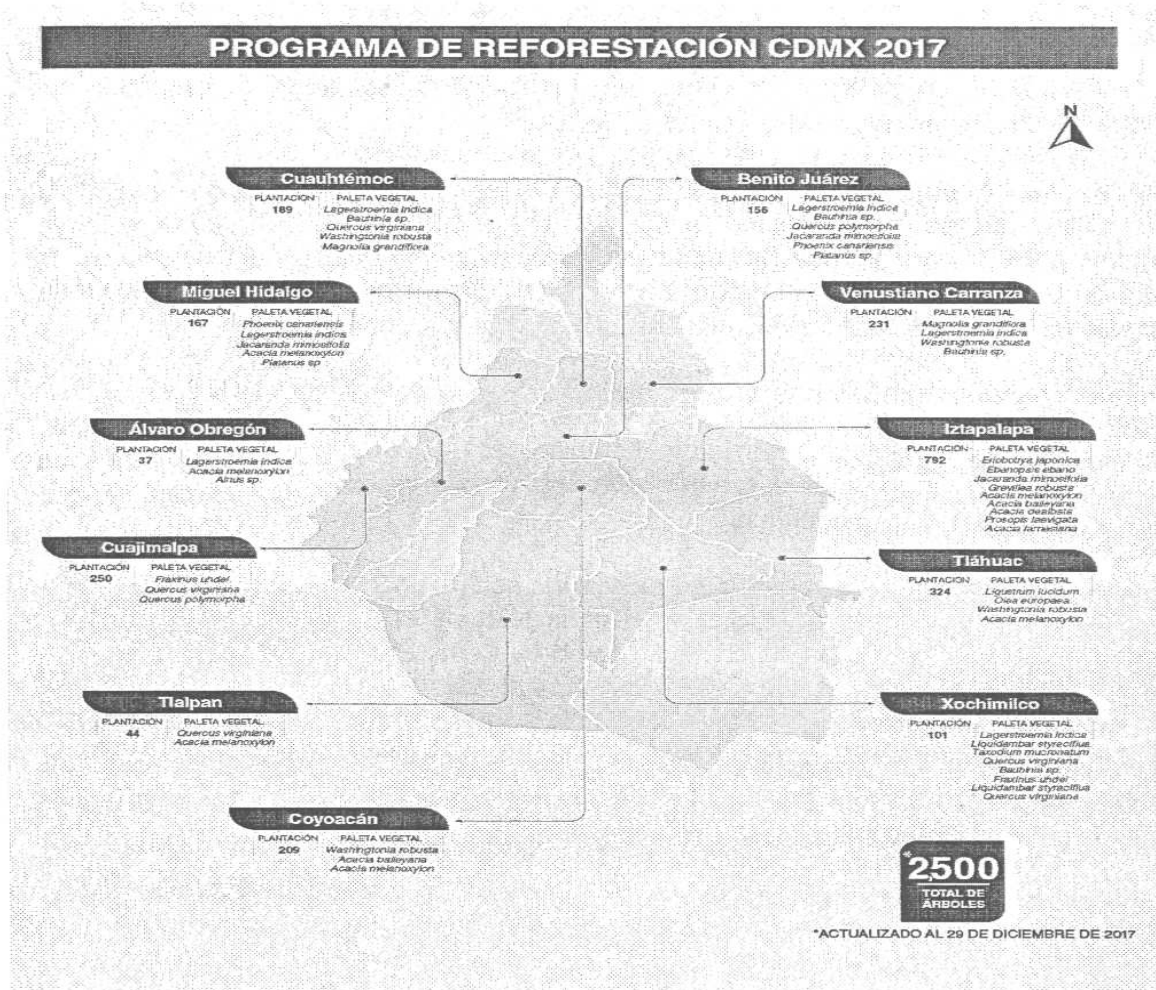 PROGRAMA DE REFORESTACIÓN CDMX 2017
N
Cuauhtémoc
PLANTACIÓN PALETA VEGETAL
189 Lagerstroemia indica
Bauhinia sp.
Quercus virginiana
Washingtonia robusta
Magnolia grandiflora
Benito Juárez
PLANTACIÓN PALETA VEGETAL
156 Lagerstroemia indica
Bauhinia sp.
Quercus polymorpha
Jacaranda mimosifolia
Phoenix canariense
Platanus sp.
Miguel Hidalgo
PLANTACIÓN PALETA VEGETAL
167 Phoenix canariensis
Lagerstroemia indica
Jacaranda mimosifolia
Acacia melanoxylon
Platanus sp
Venustiano Carranza
PLANTACIÓN PALETA VEGETAL
231 Magnolia grandiflora
Lagerstroemia indica
Washingtonia robusta
Bauhinia sp.
Álvaro Obregón
PLANTACIÓN PALETA VEGETAL
37 Lagerstroemia indica
Acacia melanoxylon
Alnus sp.
Iztapalapa
PLANTACIÓN PALETA VEGETAL
792 Eriobotrya japonica
Ebanopsis ebano
Jacaranda mimosifolia
Grevillea robusta
Acacia melanoxylon
Acacia baileyana
Acacia dealbata
Prosopis laevigata
Acacia farnesiana
Cuajimalpa
PLANTACIÓN PALETA VEGETAL
250 Fraxinus uhdei
Quercus virginiana
Quercus polymorpha
Tláhuac
PLANTACIÓN PALETA VEGETAL
324 Ligustrum lucidum
Olea europaea
Washingtonia robusta
Acacia melanoxylon
Tlalpan
PLANTACIÓN PALETA VEGETAL
44 Quercus virginiana
Acacia melanoxylon
Xochimilco
PLANTACIÓN PALETA VEGETAL
101 Lagerstroemia indica
Liquidambar styraciflua
Taxodium mucronatum
Quercus virginiana
Bauhinia sp.
Fraxinus uhdei
Liquidambar styraciflua
Quercus virginiana
Coyoacán
PLANTACIÓN PALETA VEGETAL
209 Washingtonia robusta
Acacia baileyana
Acacia melanoxylon
*2,500
TOTAL DE
ÁRBOLES
*ACTUALIZADO AL 29 DE DICIEMBRE DE 2017